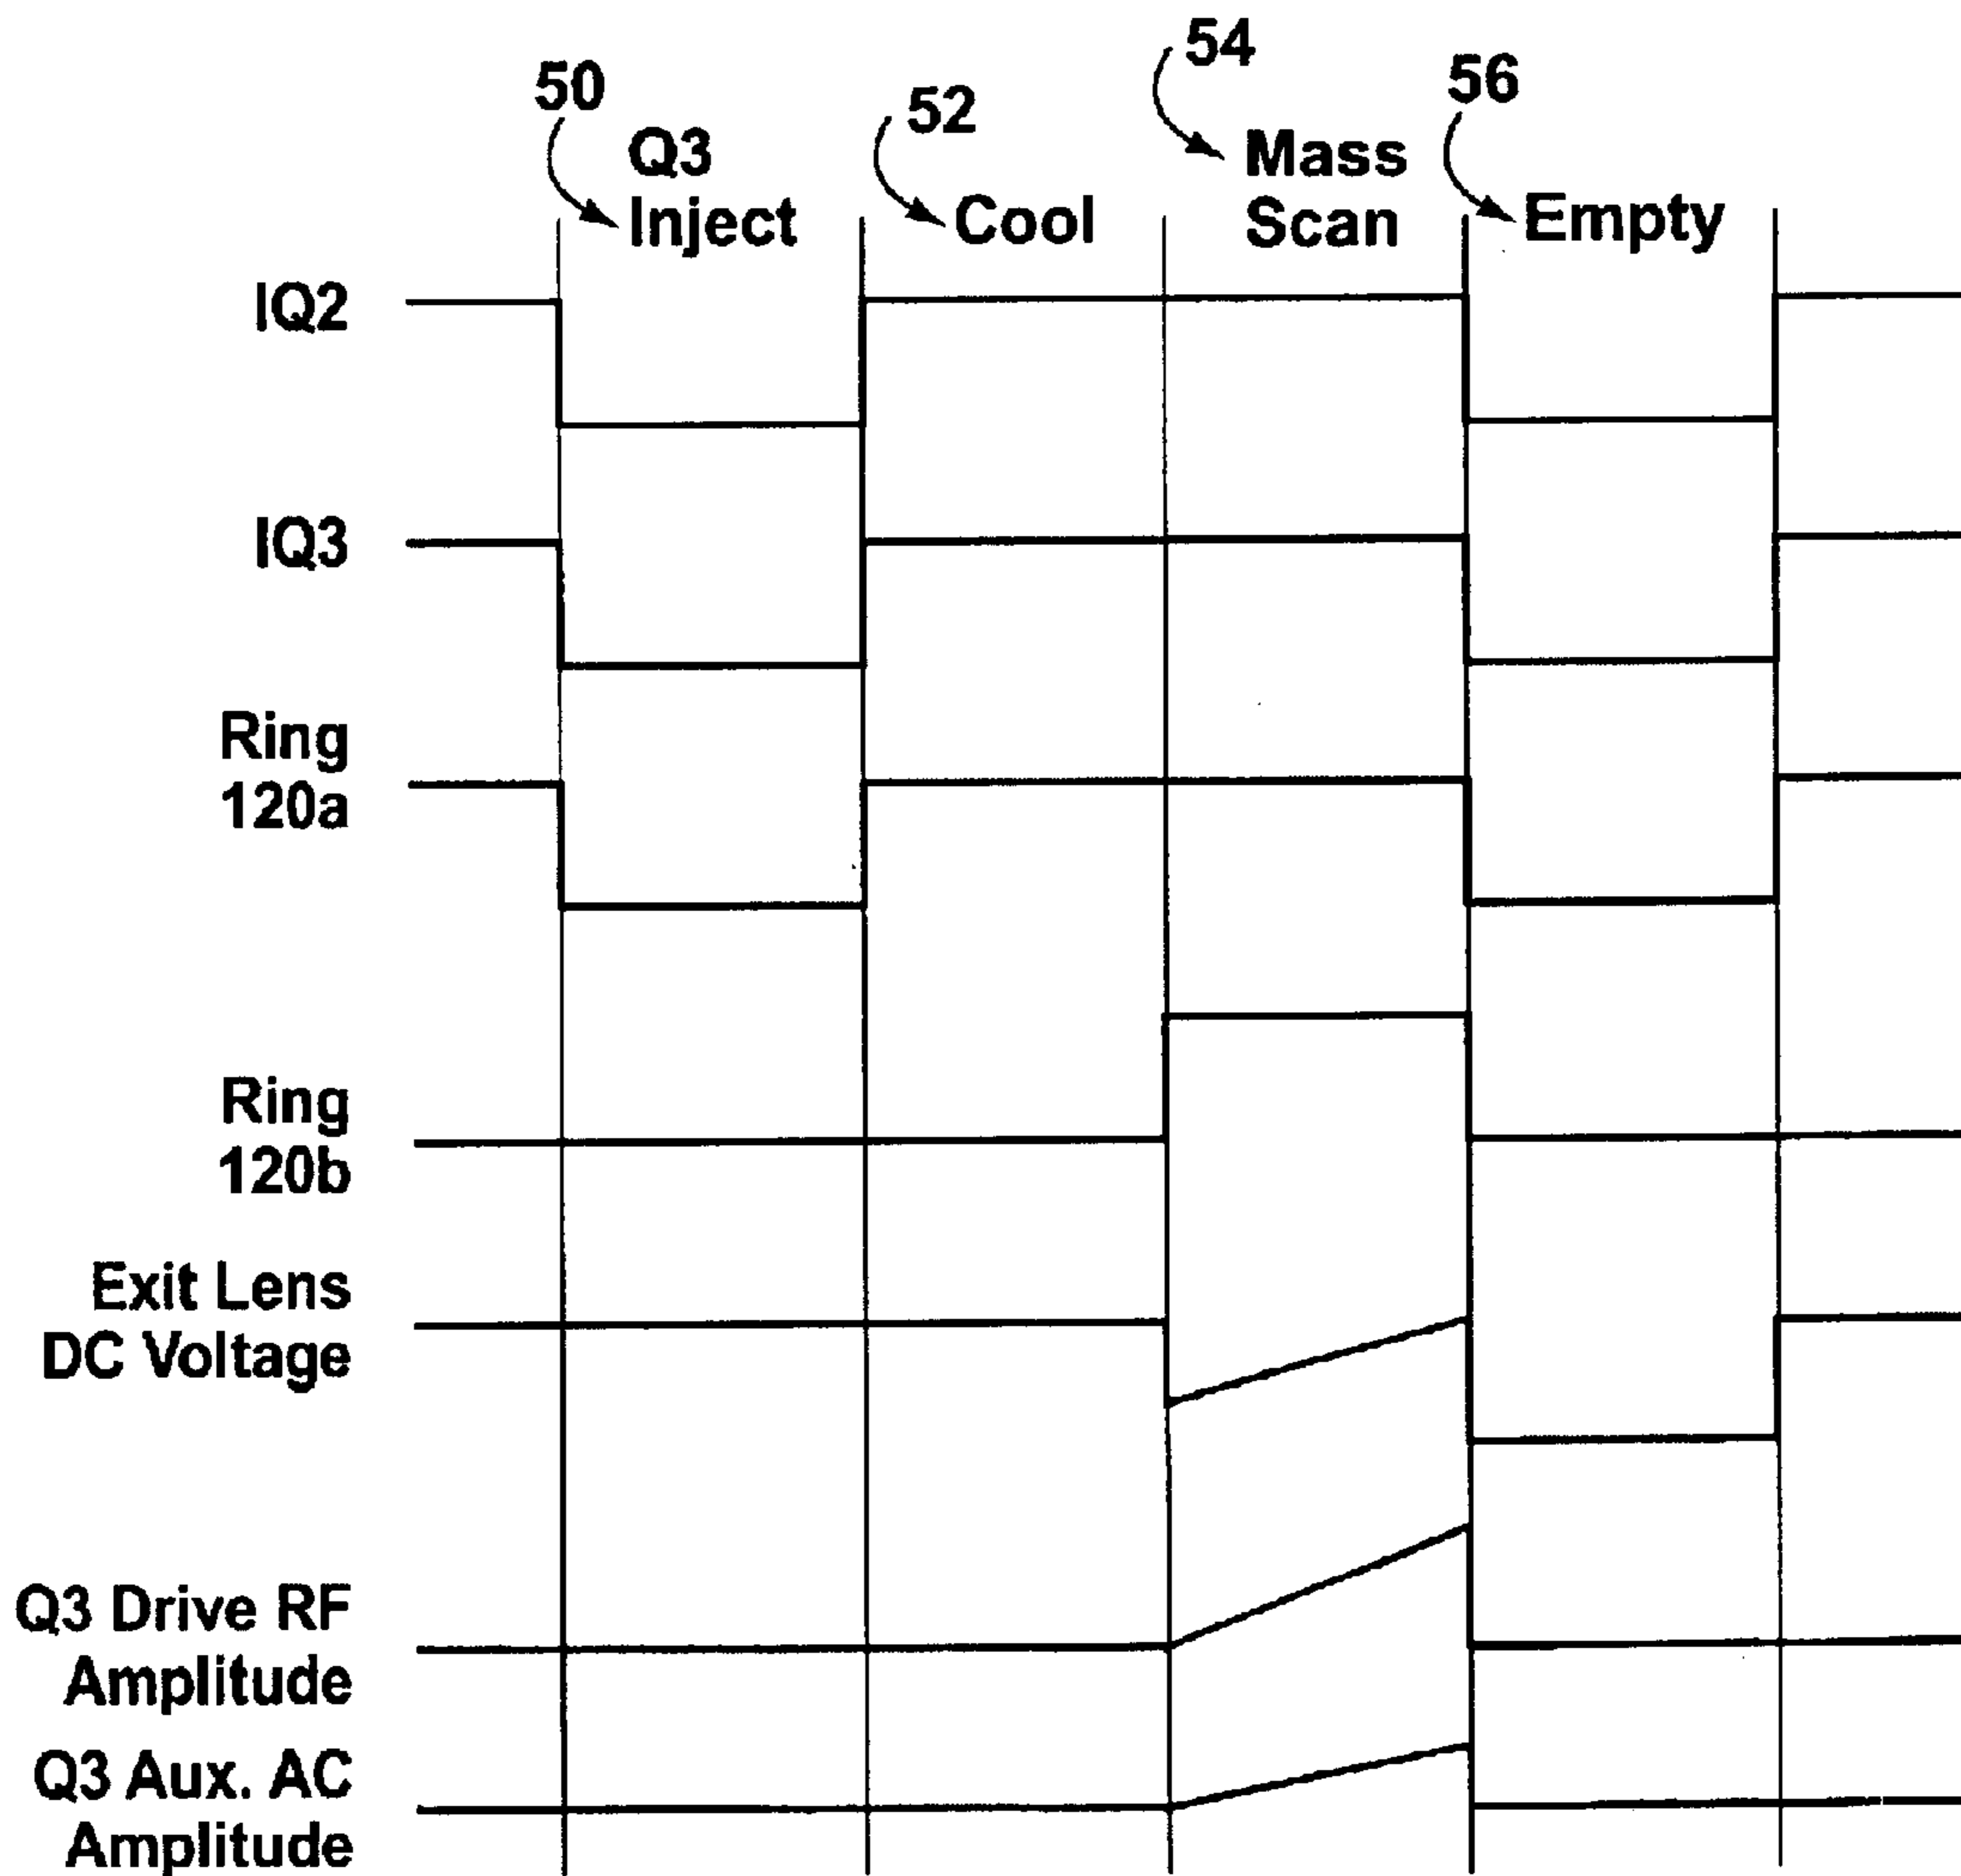 50
Q3
Inject
52
Cool
54
Mass
Scan
56
Empty
IQ2
IQ3
Ring
120a
Ring
120b
Exit Lens
DC Voltage
Q3 Drive RF
Amplitude
Q3 Aux. AC
Amplitude